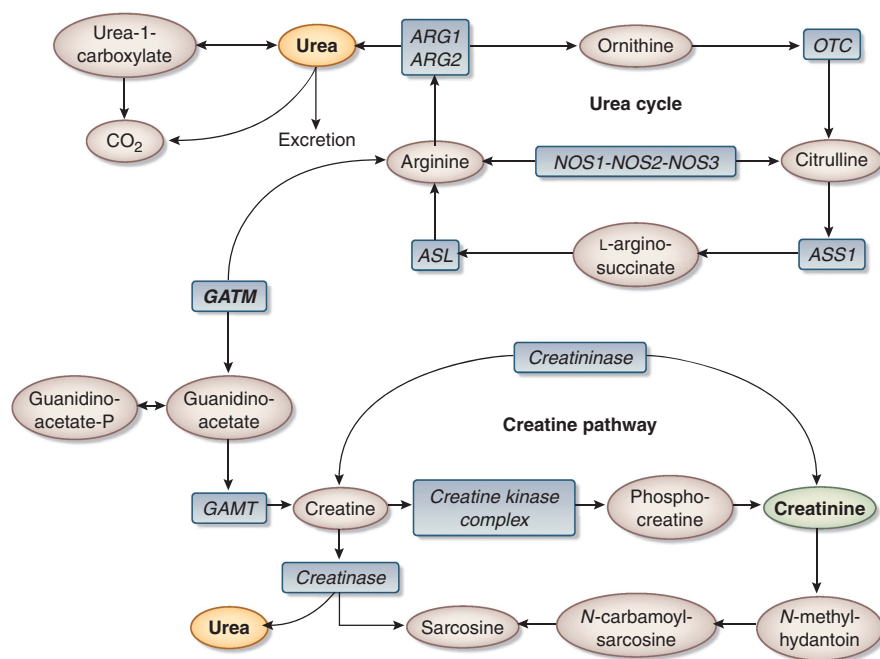 Urea-1-
carboxylate
Urea
ARG1
ARG2
Ornithine
OTC
Urea cycle
CO2
Excretion
Arginine
NOS1-NOS2-NOS3
Citrulline
ASL
L-argino-
succinate
ASS1
GATM
Creatininase
Guanidino-
acetate-P
Guanidino-
acetate
Creatine pathway
GAMT
Creatine
Creatine kinase
complex
Phospho-
creatine
Creatinine
Creatinase
Urea
Sarcosine
N-carbamoyl-
sarcosine
N-methyl-
hydantoin